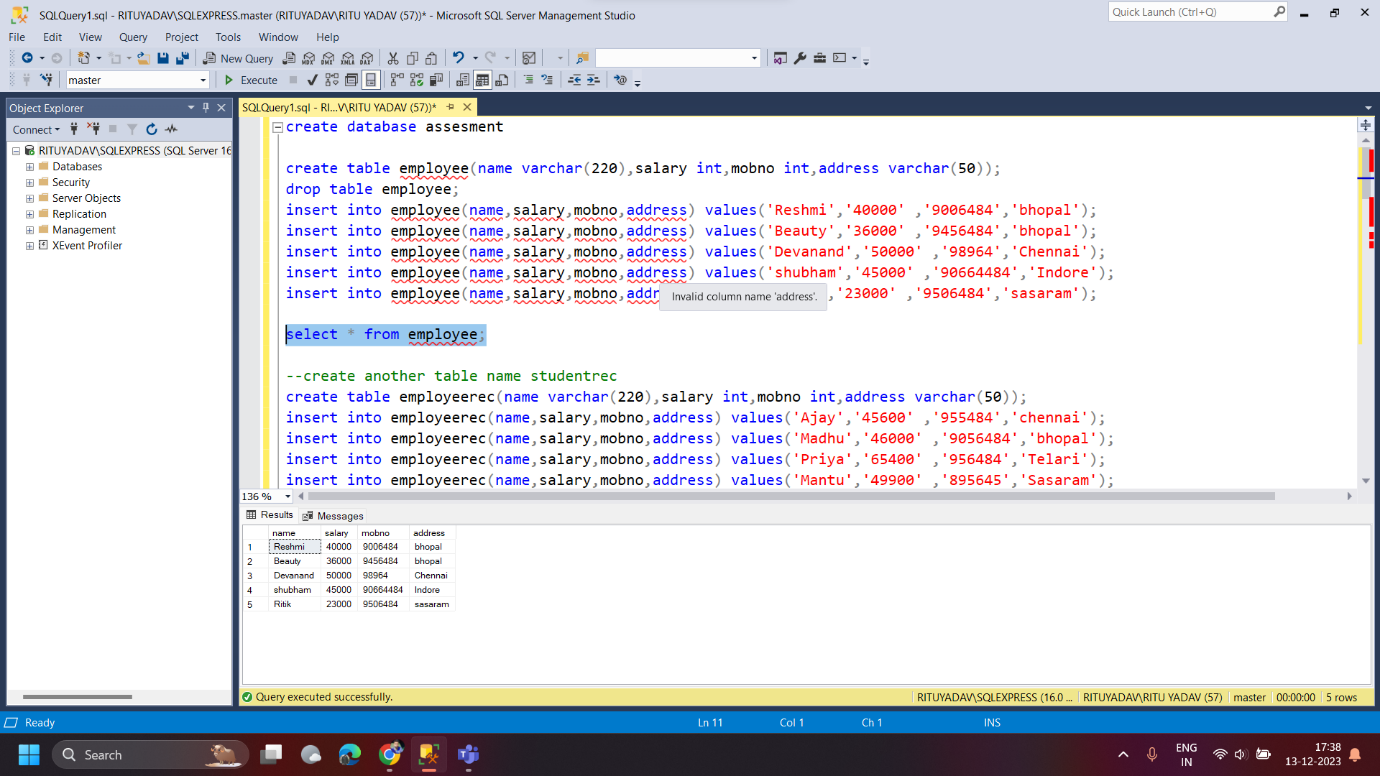 SQLQuery1.sql - RITUYADAV\SQLEXPRESS.master (RITUYADAV\RITU YADAV (57))* - Microsoft SQL Server Management Studio
Quick Launch (Ctrl+Q)
File Edit View Query Project Tools Window Help
New Query
master
Execute
Object Explorer
Connect
RITUYADAV\SQLEXPRESS (SQL Server 16
Databases
Security
Server Objects
Replication
Management
XEvent Profiler
SQLQuery1.sql - RI...V\RITU YADAV (57))*
create database assesment
create table employee(name varchar(220),salary int,mobno int,address varchar(50));
drop table employee;
insert into employee(name,salary,mobno,address) values('Reshmi','40000' ,'9006484','bhopal');
insert into employee(name,salary,mobno,address) values('Beauty','36000' ,'9456484','bhopal');
insert into employee(name,salary,mobno,address) values('Devanand','50000' ,'98964','Chennai');
insert into employee(name,salary,mobno,address) values('shubham','45000' ,'90664484','Indore');
insert into employee(name,salary,mobno,addr ,'23000' ,'9506484','sasaram');
Invalid column name 'address'.
select * from employee;
--create another table name studentrec
create table employeerec(name varchar(220),salary int,mobno int,address varchar(50));
insert into employeerec(name,salary,mobno,address) values('Ajay','45600' ,'955484','chennai');
insert into employeerec(name,salary,mobno,address) values('Madhu','46000' ,'9056484','bhopal');
insert into employeerec(name,salary,mobno,address) values('Priya','65400' ,'956484','Telari');
insert into employeerec(name,salary,mobno,address) values('Mantu','49900' ,'895645','Sasaram');
136 %
Results Messages
name salary mobno address
1 Reshmi 40000 9006484 bhopal
2 Beauty 36000 9456484 bhopal
3 Devanand 50000 98964 Chennai
4 shubham 45000 90664484 Indore
5 Ritik 23000 9506484 sasaram
Query executed successfully.
RITUYADAV\SQLEXPRESS (16.0 ... RITUYADAV\RITU YADAV (57) master 00:00:00 5 rows
Ready
Ln 11 Col 1 Ch 1 INS
Search
ENG
IN
17:38
13-12-2023